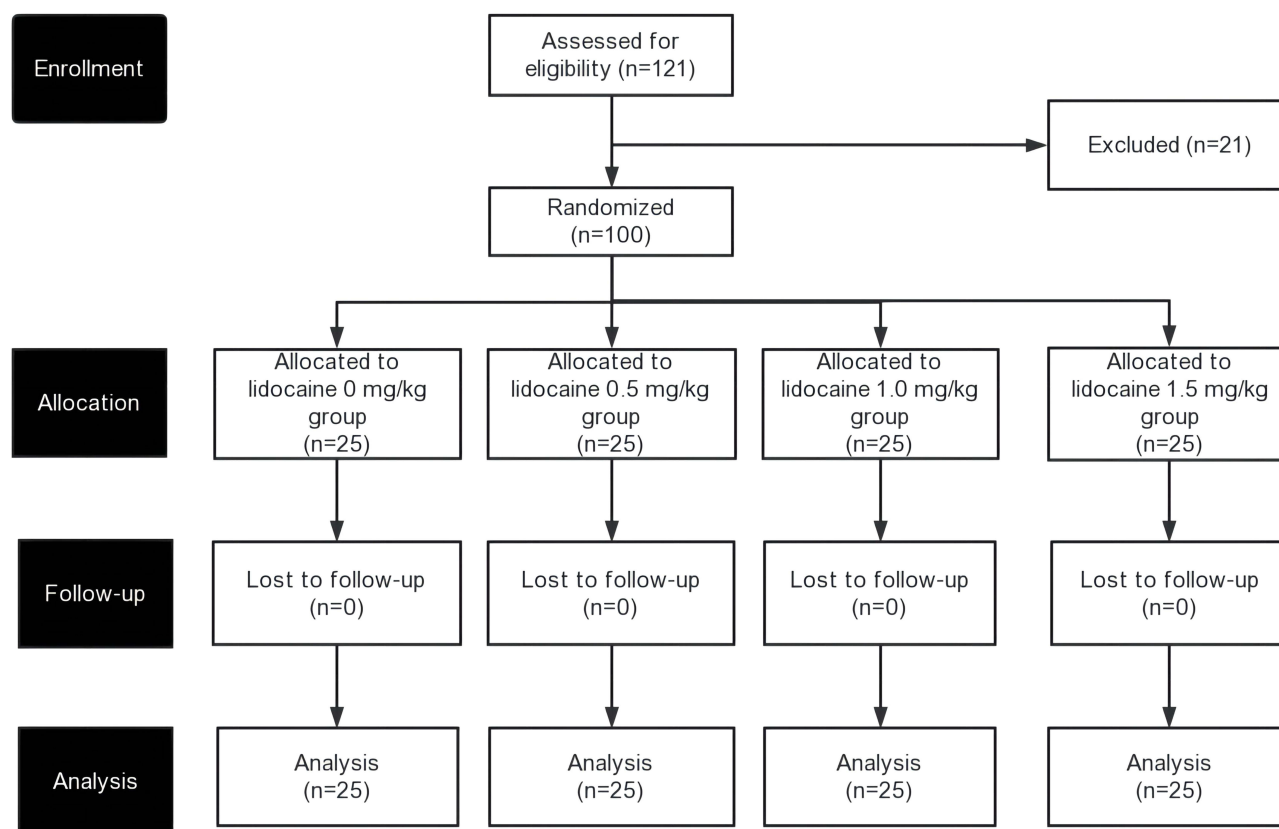 Enrollment
Assessed for
eligibility (n=121)
Excluded (n=21)
Randomized
(n=100)
Allocation
Allocated to
lidocaine 0 mg/kg
group
(n=25)
Allocated to
lidocaine 0.5 mg/kg
group
(n=25)
Allocated to
lidocaine 1.0 mg/kg
group
(n=25)
Allocated to
lidocaine 1.5 mg/kg
group
(n=25)
Follow-up
Lost to follow-up
(n=0)
Lost to follow-up
(n=0)
Lost to follow-up
(n=0)
Lost to follow-up
(n=0)
Analysis
Analysis
(n=25)
Analysis
(n=25)
Analysis
(n=25)
Analysis
(n=25)